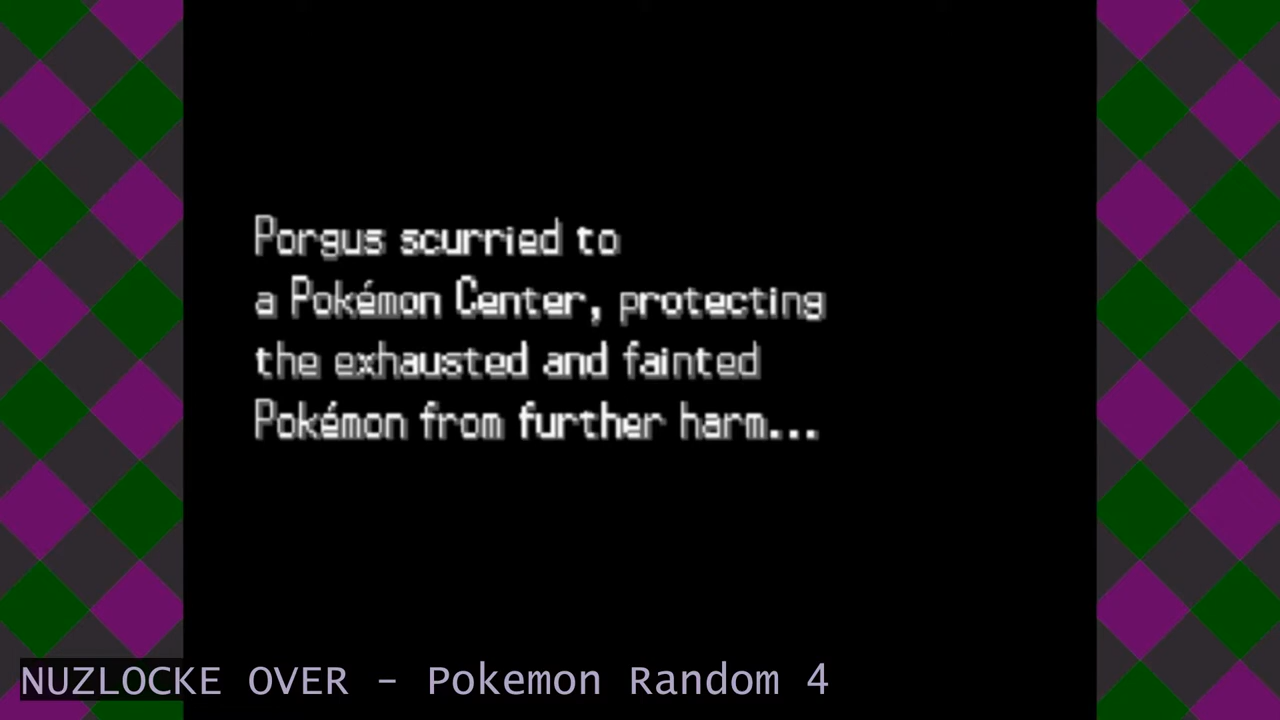 Porgus scurried to
a Pokémon Center, protecting
the exhausted and fainted
Pokémon from further harm...
NUZLOCKE OVER – Pokemon Random 4